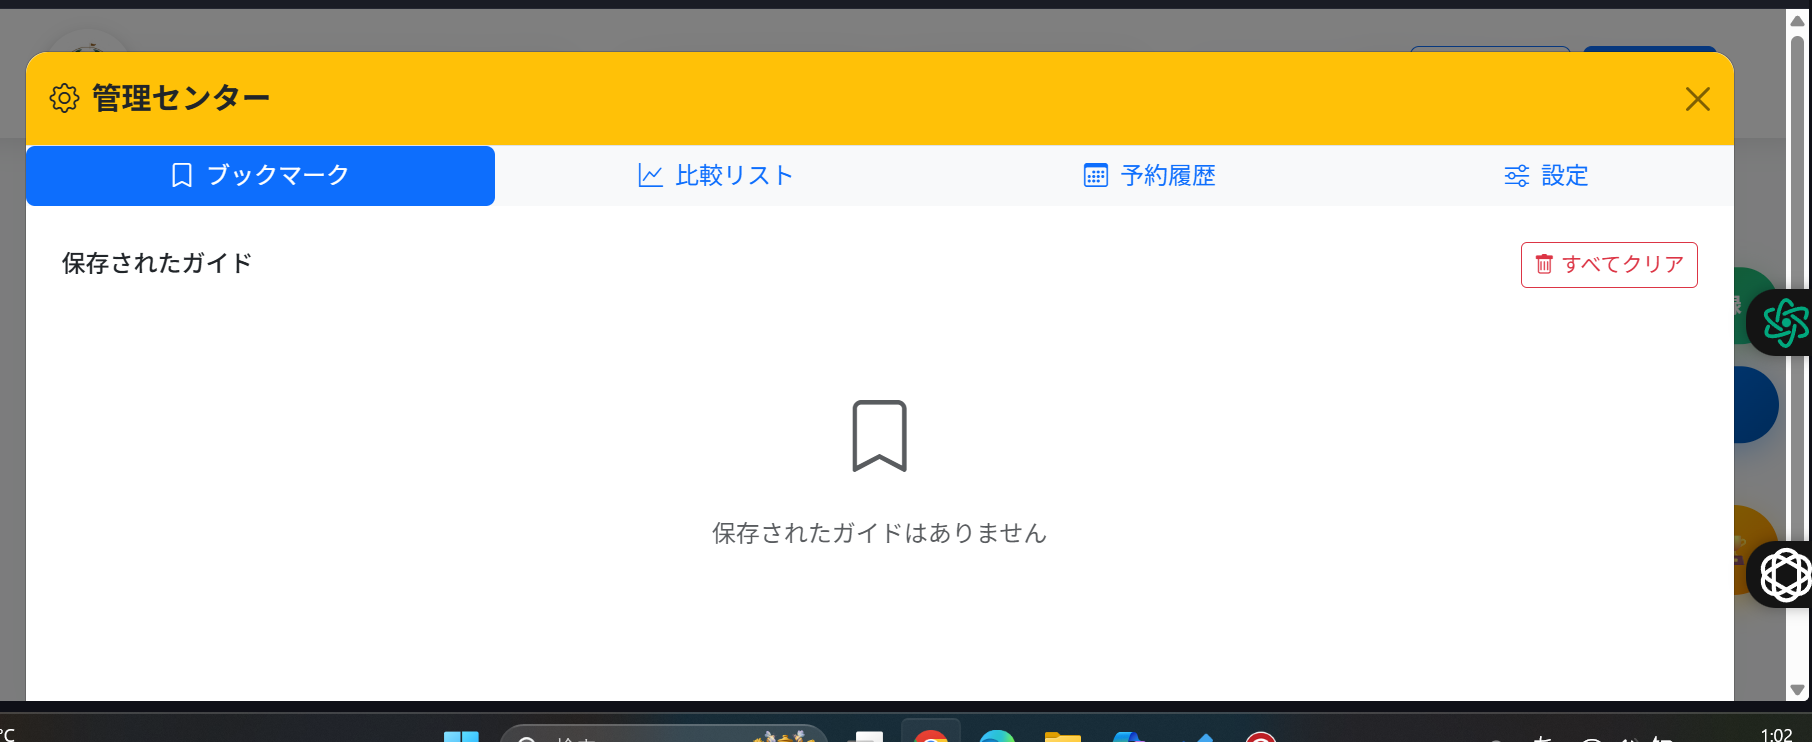 管理センター
ブックマーク
比較リスト
予約履歴
設定
保存されたガイド
すべてクリア
保存されたガイドはありません
℃
1:02